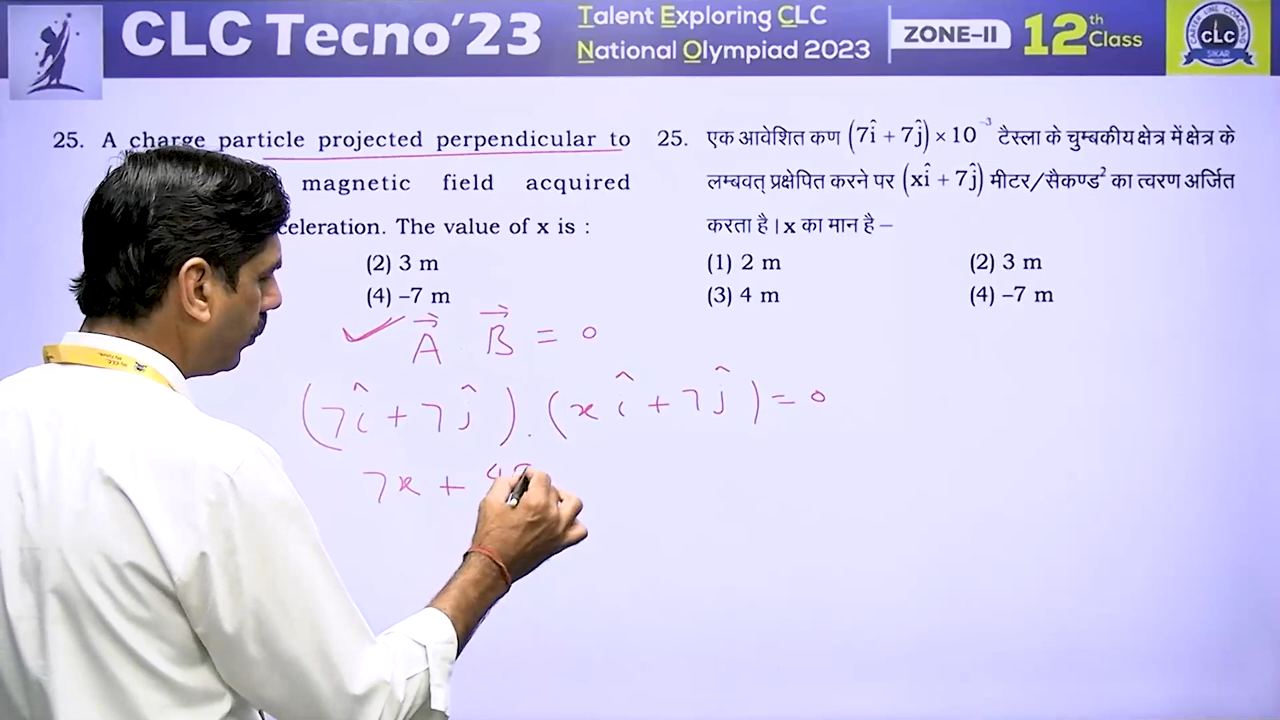 CLC Tecno'23
Talent Exploring CLC
National Olympiad 2023
ZONE–II
12th Class
CLC
SIKAR
25. A charge particle projected perpendicular to
magnetic field acquired
celeration. The value of x is :
(2) 3 m
(4) –7 m
25. एक आवेशित कण (7î + 7ĵ) × 10⁻³ टैस्ला के चुम्बकीय क्षेत्र में क्षेत्र के
लम्बवत् प्रक्षेपित करने पर (xî + 7ĵ) मीटर/सैकण्ड² का त्वरण अर्जित
करता है। x का मान है –
(1) 2 m (2) 3 m
(3) 4 m (4) –7 m
A⃗ . B⃗ = 0
(7î + 7ĵ) . (xî + 7ĵ) = 0
7x +